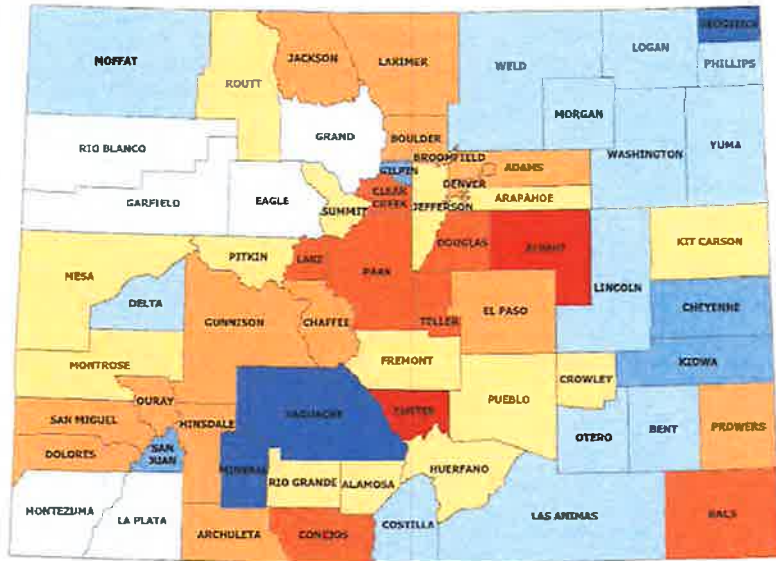 SEDGWICK
MOFFAT
ROUTT
JACKSON
LARIMER
WELD
LOGAN
PHILLIPS
GRAND
MORGAN
RIO BLANCO
BOULDER
YUMA
BROOMFIELD
WASHINGTON
GILPIN
ADAMS
DENVER
CLEAR
CREEK
ARAPAHOE
GARFIELD
EAGLE
SUMMIT
JEFFERSON
DOUGLAS
ELBERT
KIT CARSON
PITKIN
LAKE
PARK
MESA
LINCOLN
DELTA
CHEYENNE
GUNNISON
CHAFFEE
TELLER
EL PASO
MONTROSE
FREMONT
KIOWA
CROWLEY
PUEBLO
OURAY
SAGUACHE
CUSTER
SAN MIGUEL
HINSDALE
BENT
PROWERS
OTERO
DOLORES
SAN
JUAN
MINERAL
HUERFANO
RIO GRANDE
ALAMOSA
MONTEZUMA
LA PLATA
ARCHULETA
CONEJOS
COSTILLA
LAS ANIMAS
BACA